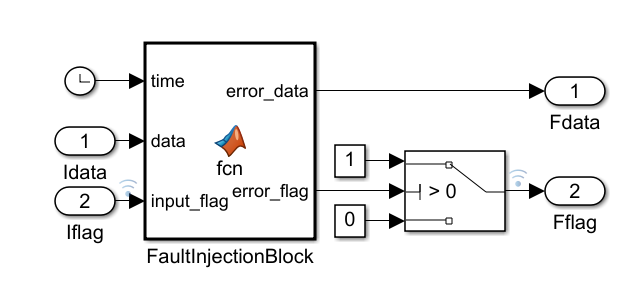 time
error_data
1
Fdata
1
data
Idata
fcn
1
2
input_flag
error_flag
> 0
2
Iflag
0
Fflag
FaultInjectionBlock